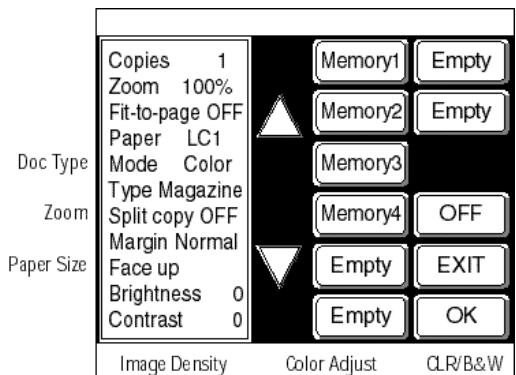 Copies 1
Zoom 100%
Fit-to-page OFF
Paper LC1
Mode Color
Type Magazine
Split copy OFF
Margin Normal
Face up
Brightness 0
Contrast 0
Memory1 Empty
Memory2 Empty
Memory3
Memory4 OFF
Empty EXIT
Empty OK
Doc Type
Zoom
Paper Size
Image Density Color Adjust CLR/B&W